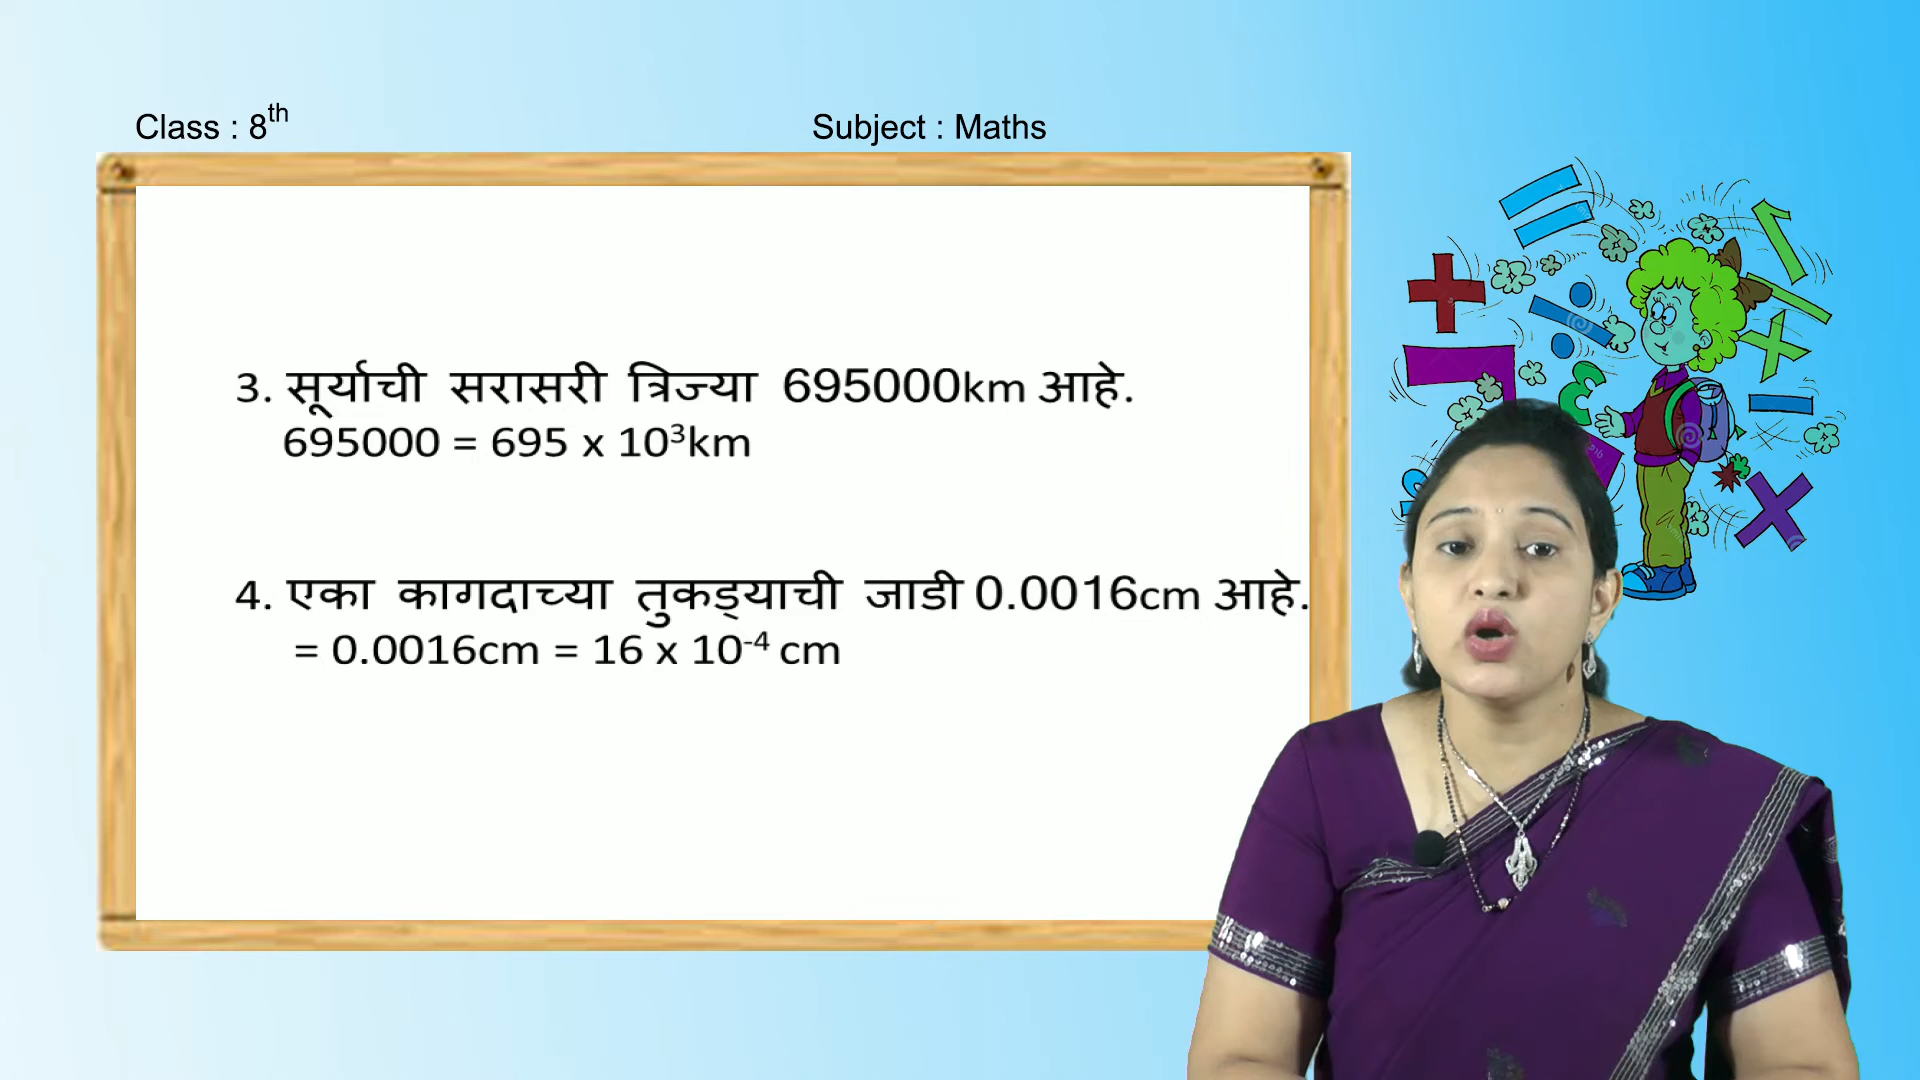 Class : 8th
Subject : Maths
3. सूर्याची सरासरी त्रिज्या 695000km आहे.
695000 = 695 x 10³km
4. एका कागदाच्या तुकड्याची जाडी 0.0016cm आहे.
= 0.0016cm = 16 x 10⁻⁴ cm